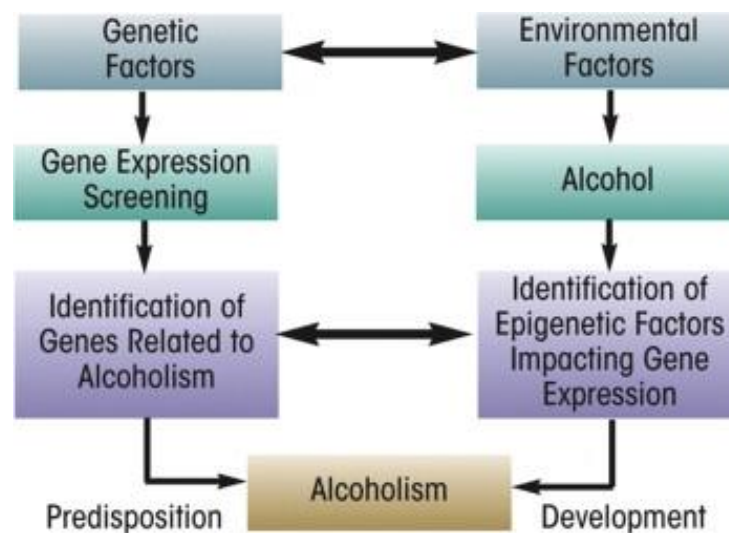 Genetic
Factors
Environmental
Factors
Gene Expression
Screening
Alcohol
Identification of
Genes Related to
Alcoholism
Identification of
Epigenetic Factors
Impacting Gene
Expression
Alcoholism
Predisposition
Development